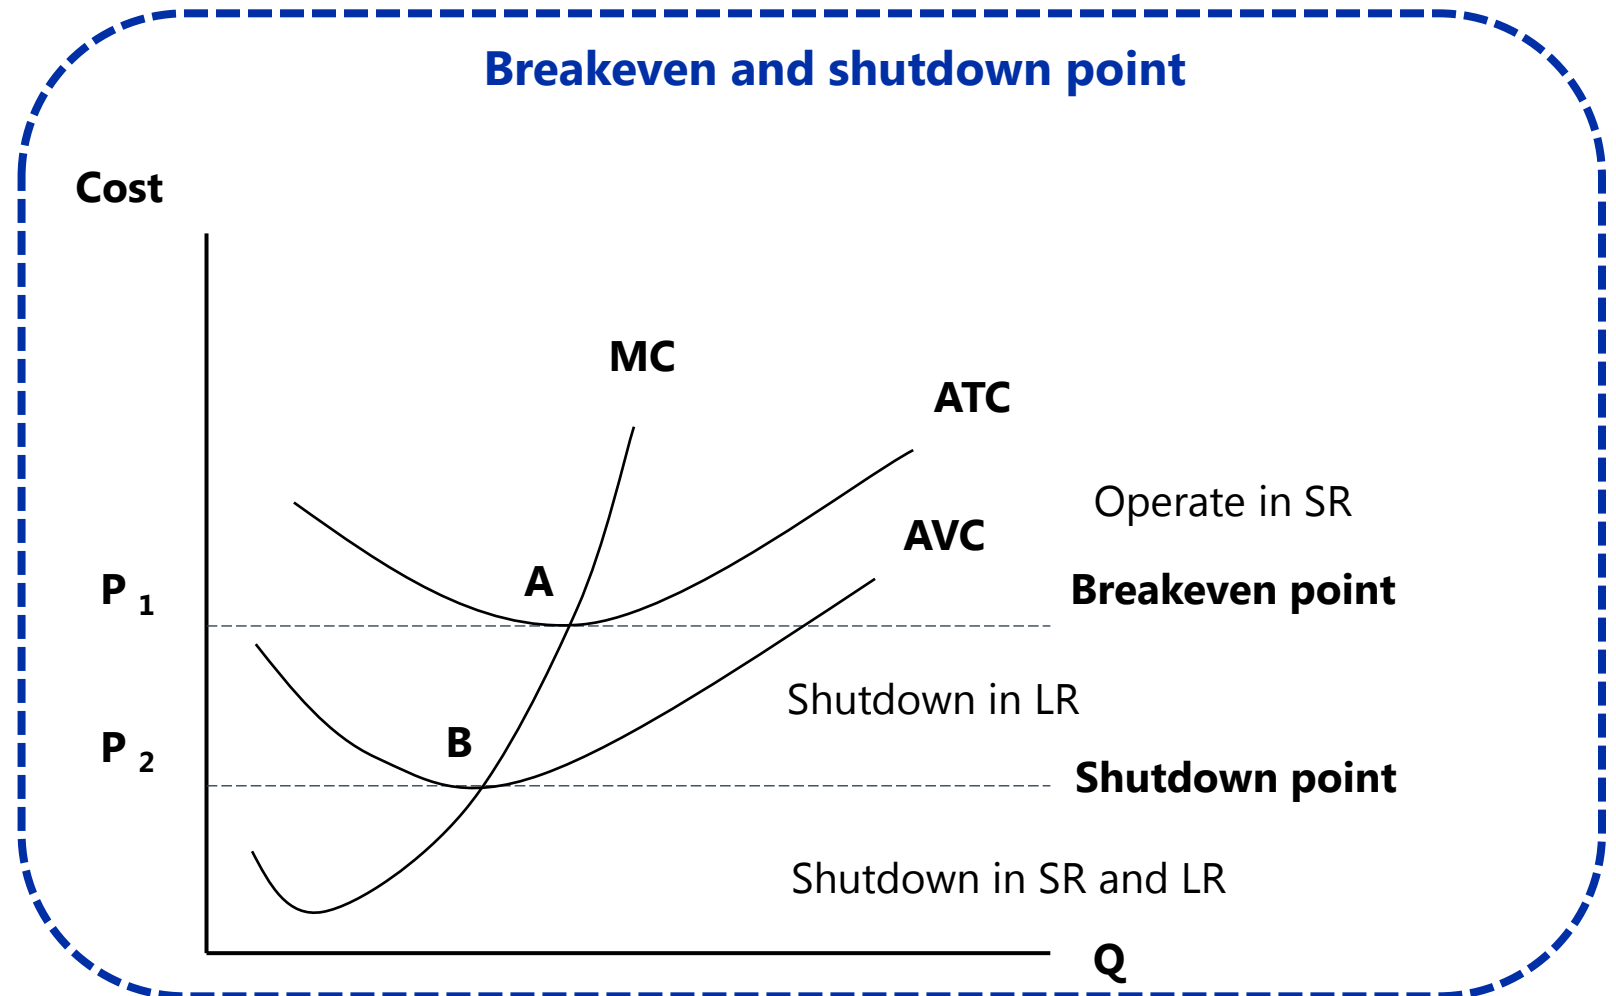 Breakeven and shutdown point
Cost
MC
ATC
Operate in SR
AVC
A
P 1
Breakeven point
Shutdown in LR
B
P 2
Shutdown point
Shutdown in SR and LR
Q